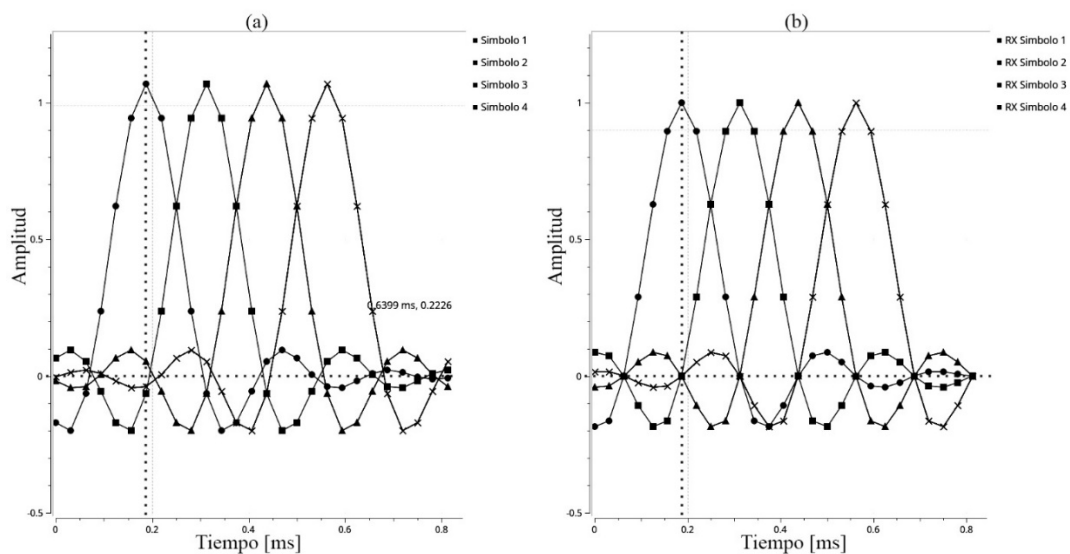 (a)
Simbolo 1
Simbolo 2
Simbolo 3
Simbolo 4
1
0.5
0
-0.5
Amplitud
0.6399 ms, 0.2226
0
0.2
0.4
0.6
0.8
Tiempo [ms]
(b)
RX Simbolo 1
RX Simbolo 2
RX Simbolo 3
RX Simbolo 4
1
0.5
0
-0.5
Amplitud
0
0.2
0.4
0.6
0.8
Tiempo [ms]